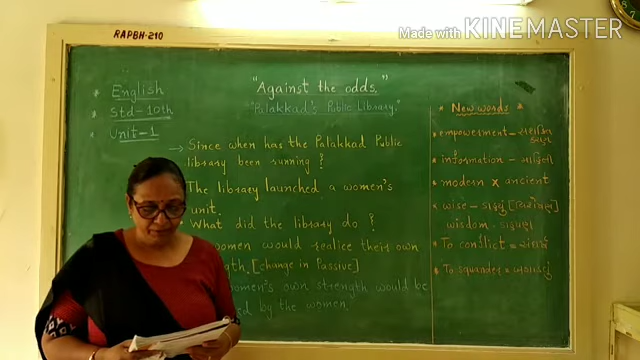 Made with KINEMASTER
RAPBH-210
* English
* Std-10th
* Unit-1
"Against the odds."
"Palakkad's Public Library."
→ Since when has the Palakkad Public
library been running?
The library launched a women's
unit.
What did the library do?
women would realice their own
[change in Passive]
women's own strength would be
by the women.
* New words *
* empowerment -
* information - માહિતી
* modern × ancient
* wise - ડાહ્યું
wisdom - ડહાપણ
* To conflict =
* To squander =